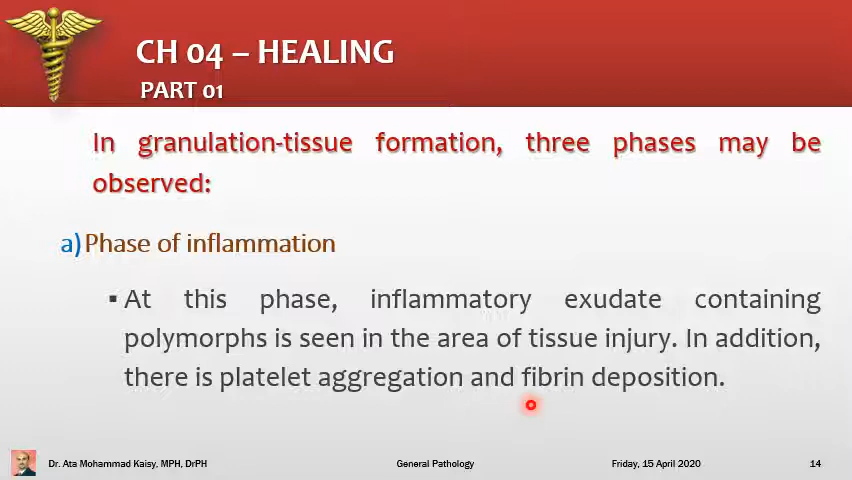 CH 04 – HEALING
PART 01
In granulation-tissue formation, three phases may be
observed:
a) Phase of inflammation
▪ At this phase, inflammatory exudate containing
polymorphs is seen in the area of tissue injury. In addition,
there is platelet aggregation and fibrin deposition.
Dr. Ata Mohammad Kaisy, MPH, DrPH General Pathology Friday, 15 April 2020 14